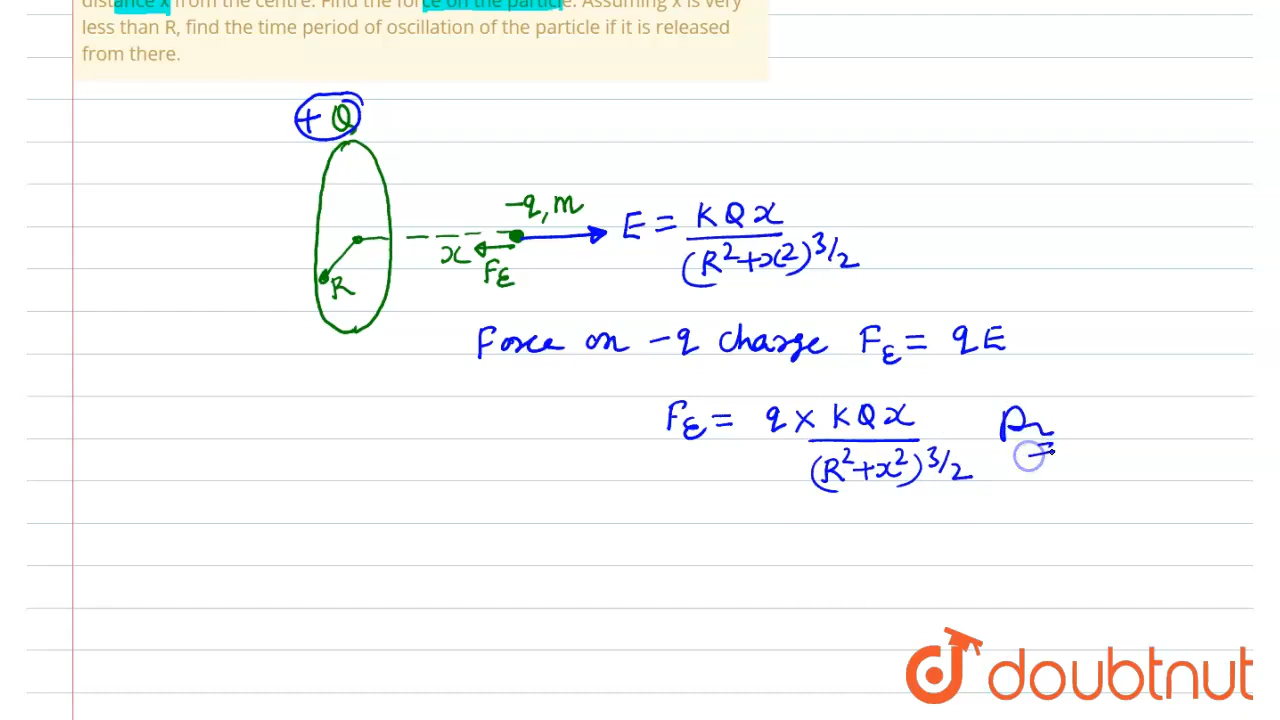 distance x from the centre. Find the force on the particle. Assuming x is very
less than R, find the time period of oscillation of the particle if it is released
from there.
+ Q
-q, m
E = KQx / (R²+x²)^3/2
x
F_E
R
Force on -q charge F_E = qE
F_E = q × KQx / (R²+x²)^3/2
doubtnut